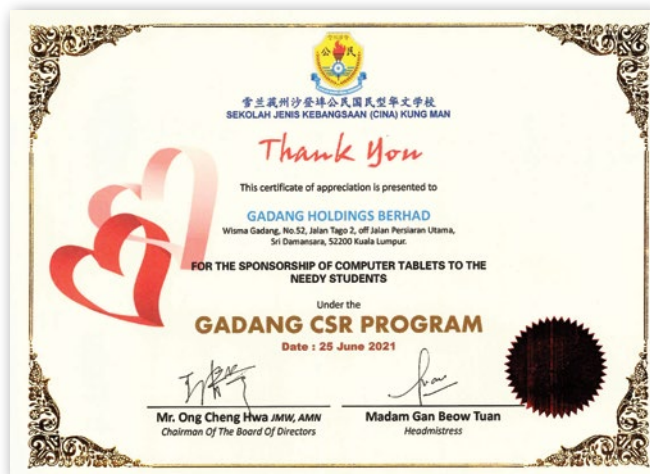 公 民
雪兰莪州沙登埠公民国民型华文学校
SEKOLAH JENIS KEBANGSAAN (CINA) KUNG MAN
Thank You
This certificate of appreciation is presented to
GADANG HOLDINGS BERHAD
Wisma Gadang, No.52, Jalan Tago 2, off Jalan Persiaran Utama,
Sri Damansara, 52200 Kuala Lumpur.
FOR THE SPONSORSHIP OF COMPUTER TABLETS TO THE
NEEDY STUDENTS
Under the
GADANG CSR PROGRAM
Date : 25 June 2021
Mr. Ong Cheng Hwa JMW, AMN
Chairman Of The Board Of Directors
Madam Gan Beow Tuan
Headmistress